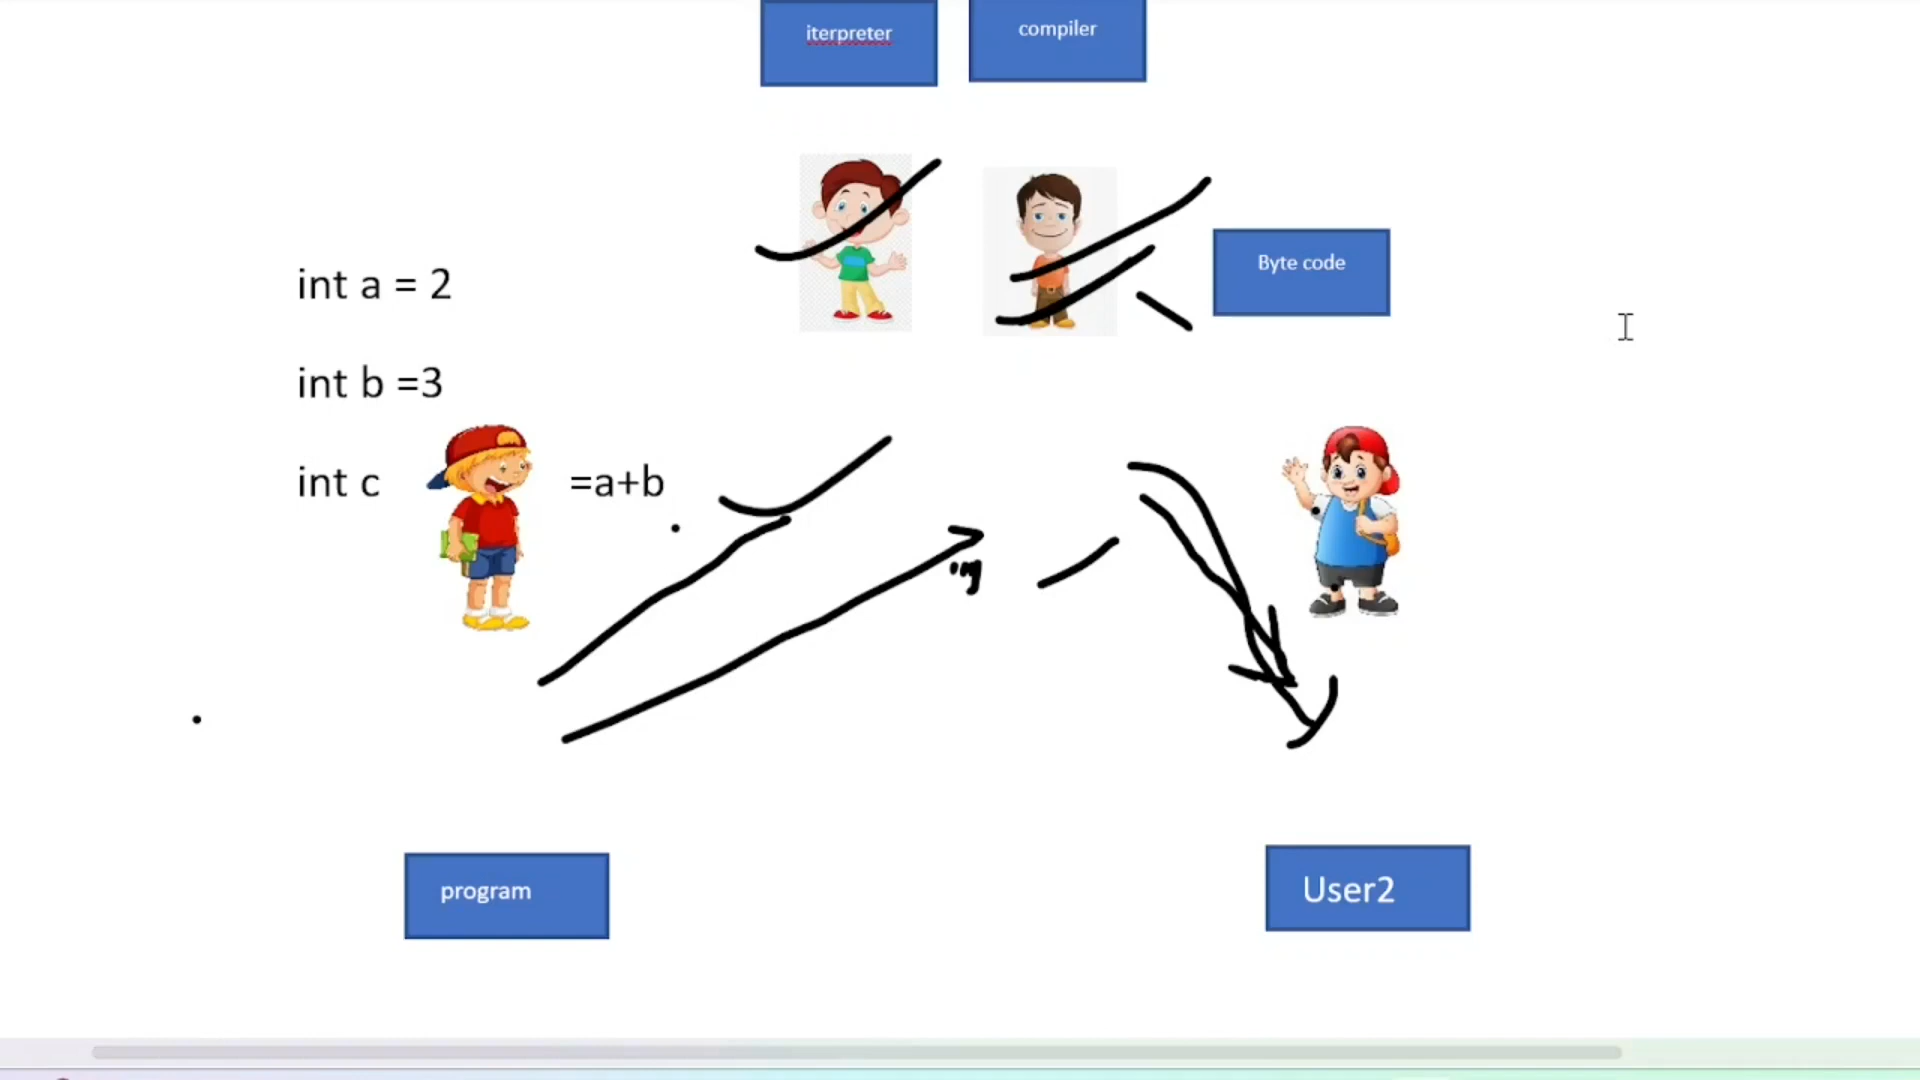 iterpreter
compiler
Byte code
int a = 2
int b =3
int c =a+b
program
User2